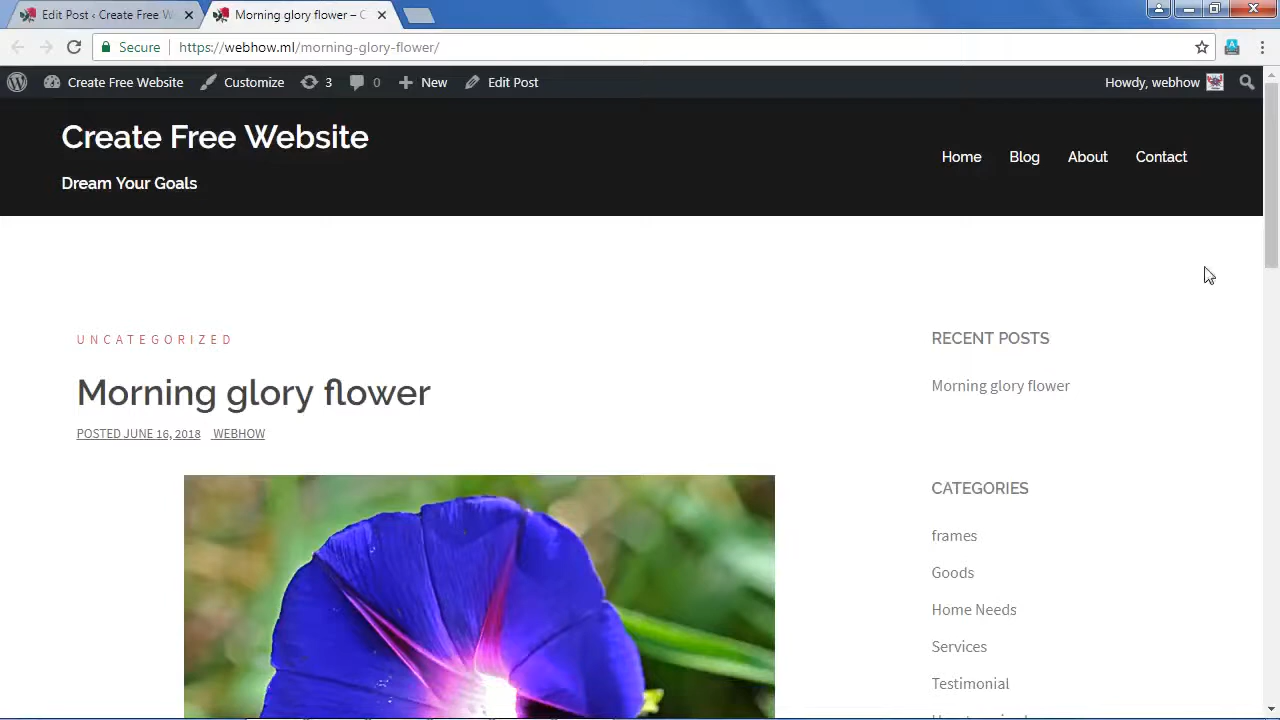 Edit Post ‹ Create Free W
Morning glory flower – C
Secure
https://webhow.ml/morning-glory-flower/
Create Free Website
Customize
3
0
New
Edit Post
Howdy, webhow
Create Free Website
Dream Your Goals
Home
Blog
About
Contact
UNCATEGORIZED
Morning glory flower
POSTED JUNE 16, 2018 WEBHOW
RECENT POSTS
Morning glory flower
CATEGORIES
frames
Goods
Home Needs
Services
Testimonial